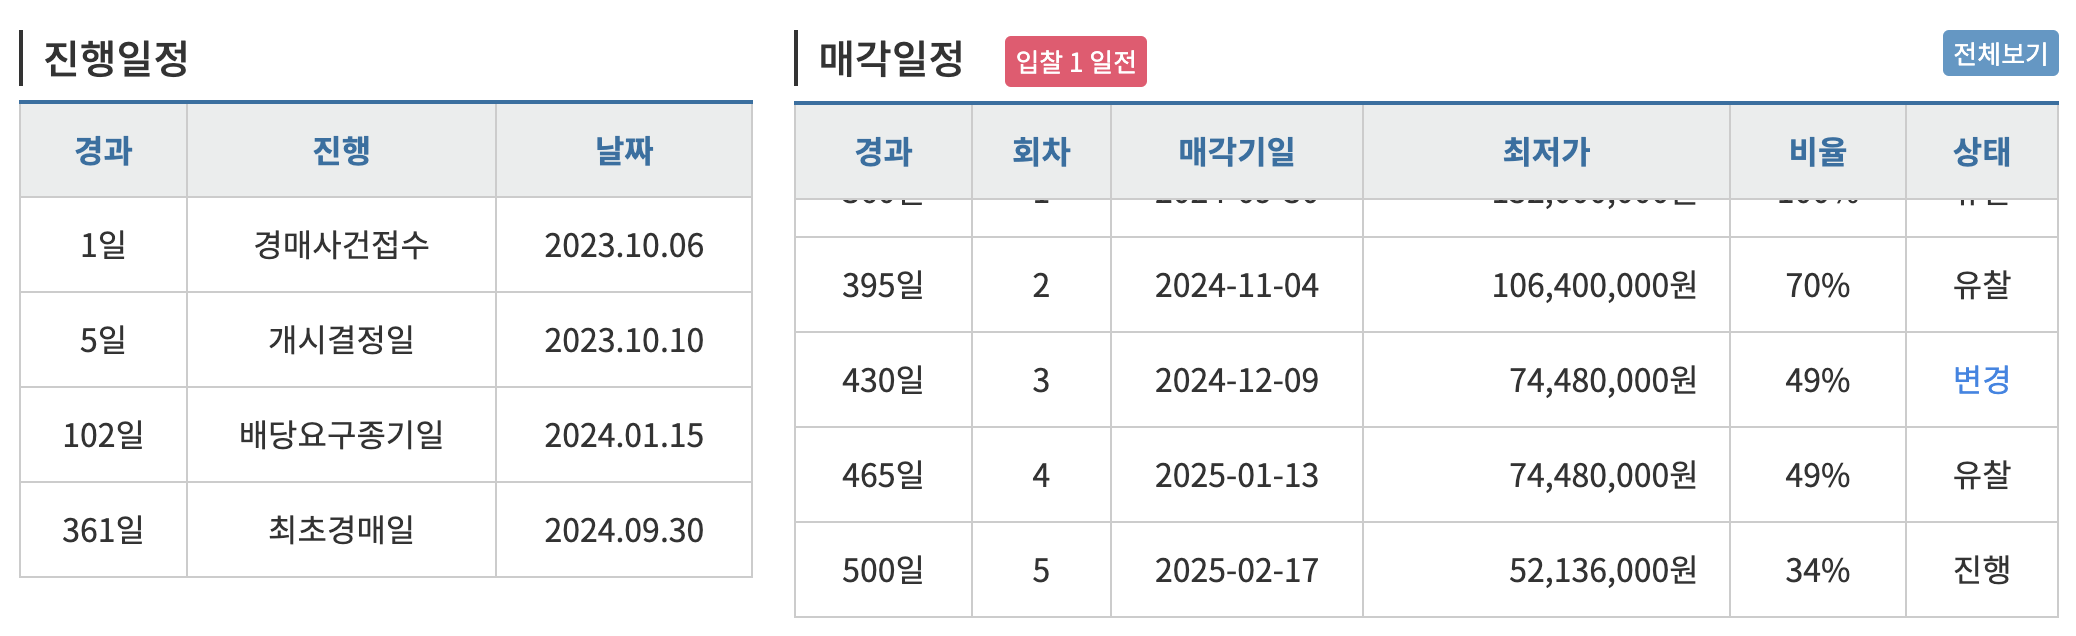 진행일정
경과 진행 날짜
1일 경매사건접수 2023.10.06
5일 개시결정일 2023.10.10
102일 배당요구종기일 2024.01.15
361일 최초경매일 2024.09.30
매각일정 입찰 1 일전 전체보기
경과 회차 매각기일 최저가 비율 상태
395일 2 2024-11-04 106,400,000원 70% 유찰
430일 3 2024-12-09 74,480,000원 49% 변경
465일 4 2025-01-13 74,480,000원 49% 유찰
500일 5 2025-02-17 52,136,000원 34% 진행